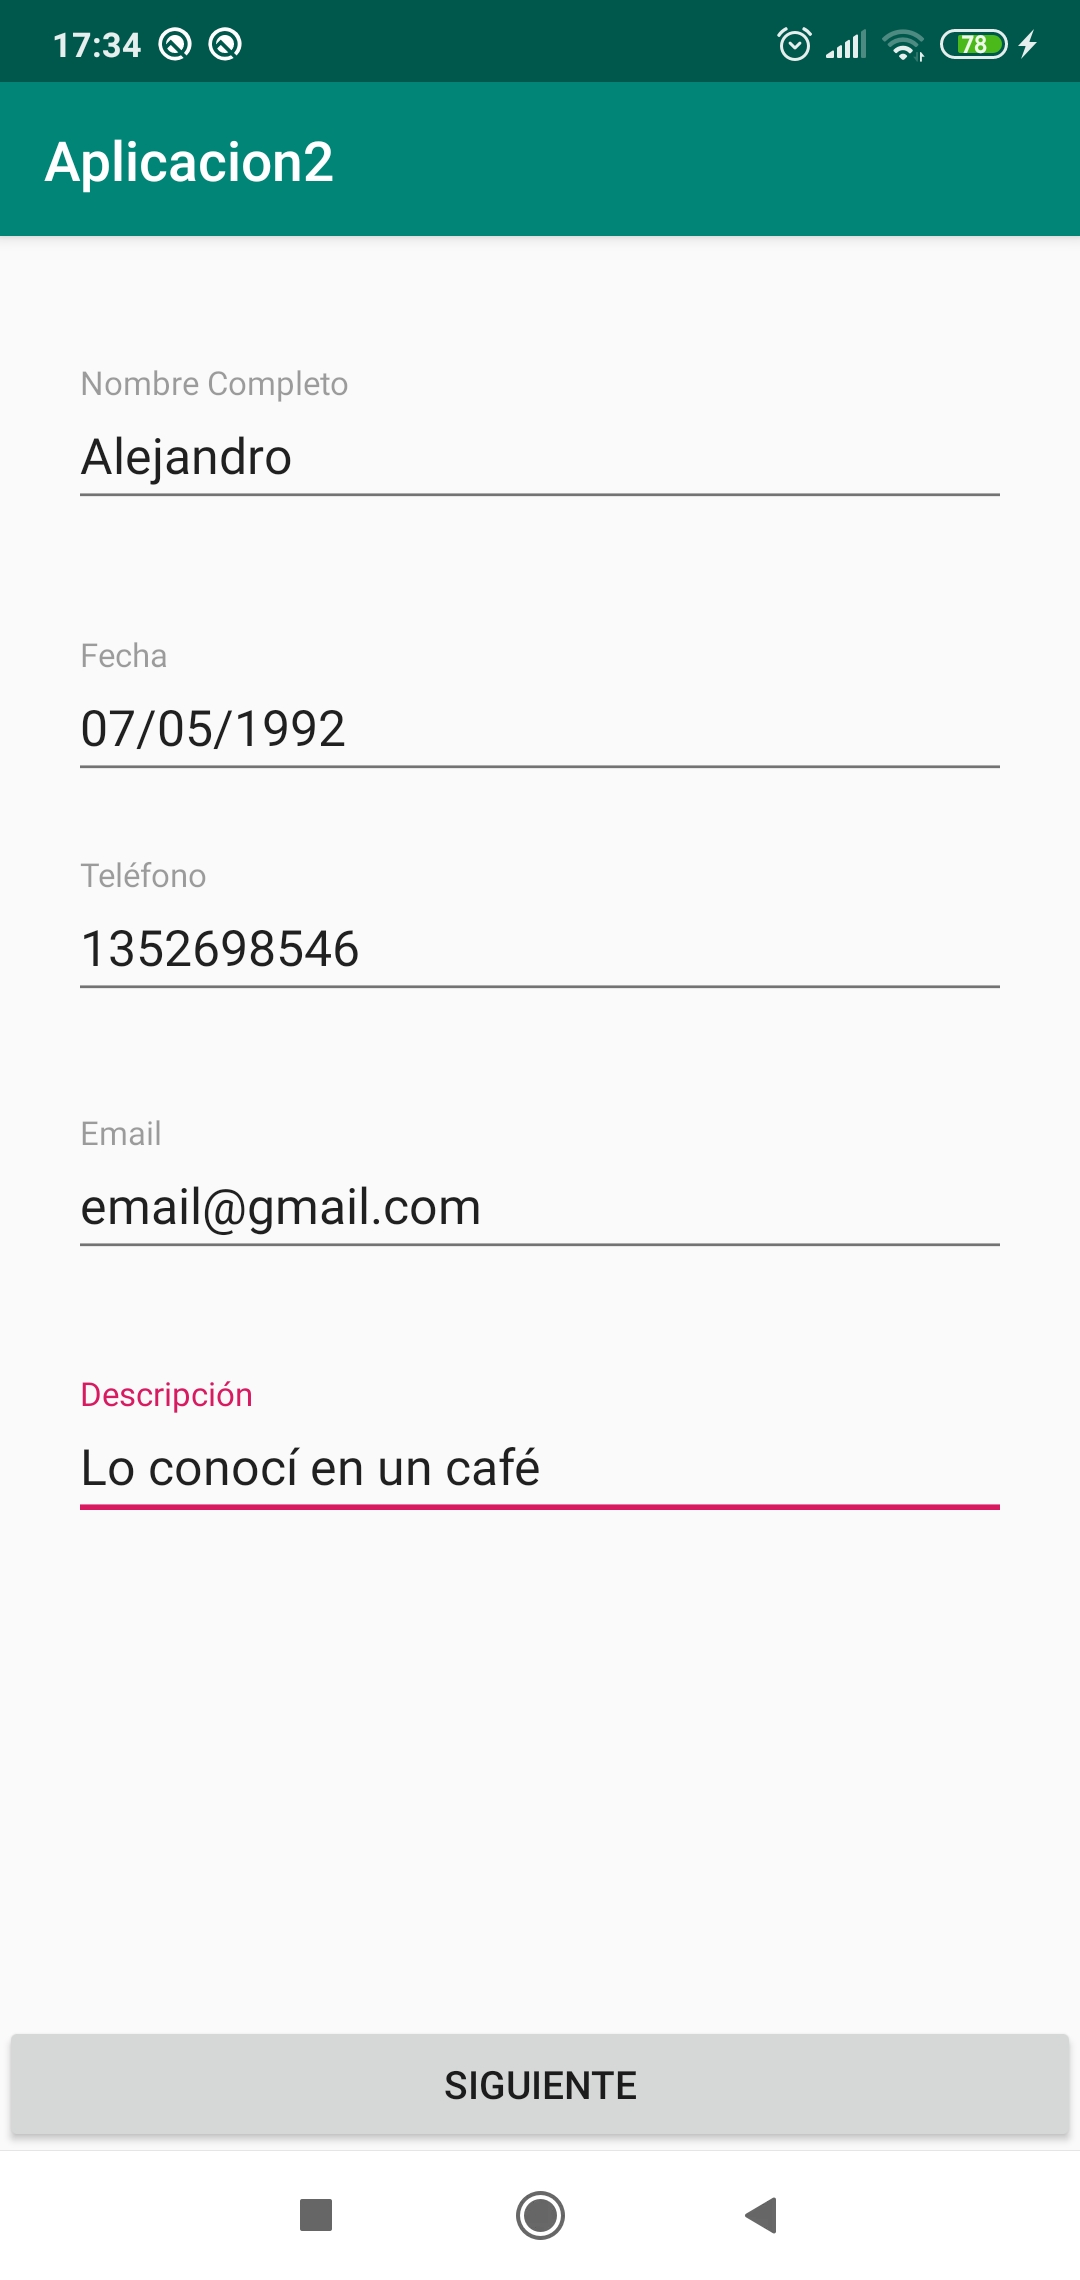 17:34
78
Aplicacion2
Nombre Completo
Alejandro
Fecha
07/05/1992
Teléfono
1352698546
Email
email@gmail.com
Descripción
Lo conocí en un café
SIGUIENTE